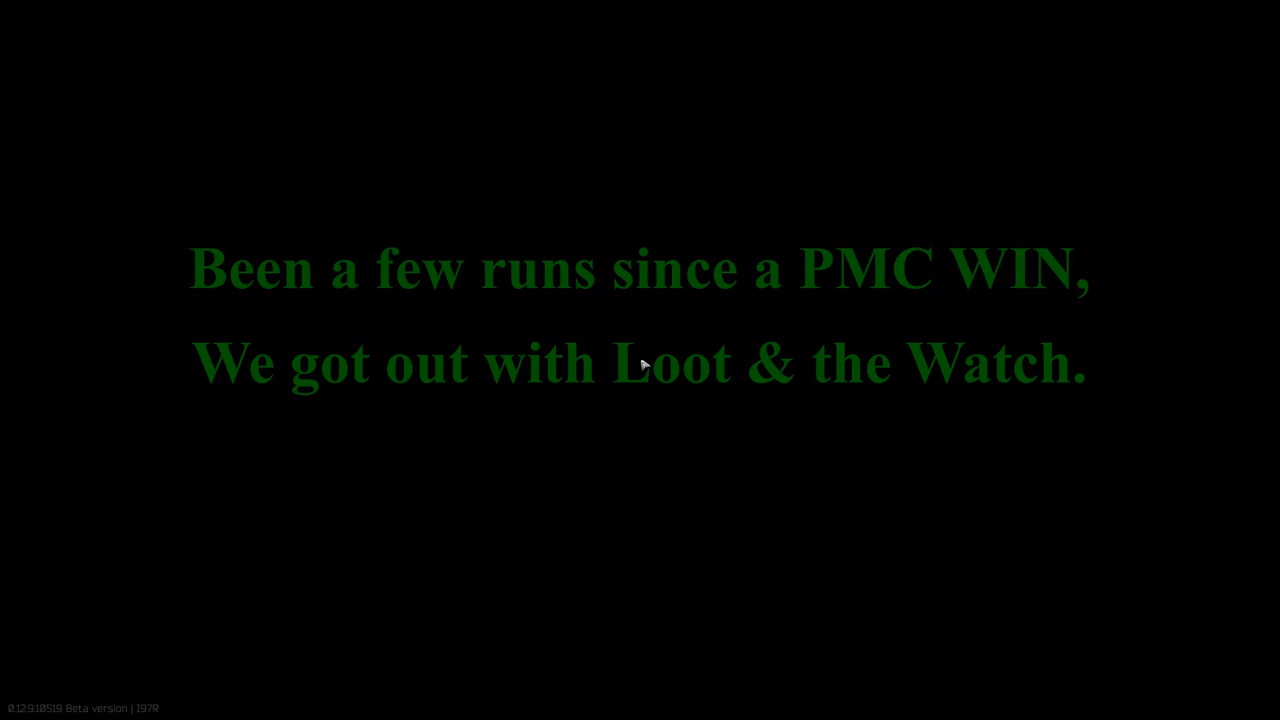 Been a few runs since a PMC WIN,
We got out with Loot & the Watch.
0.12.9.10519 Beta version | I97R